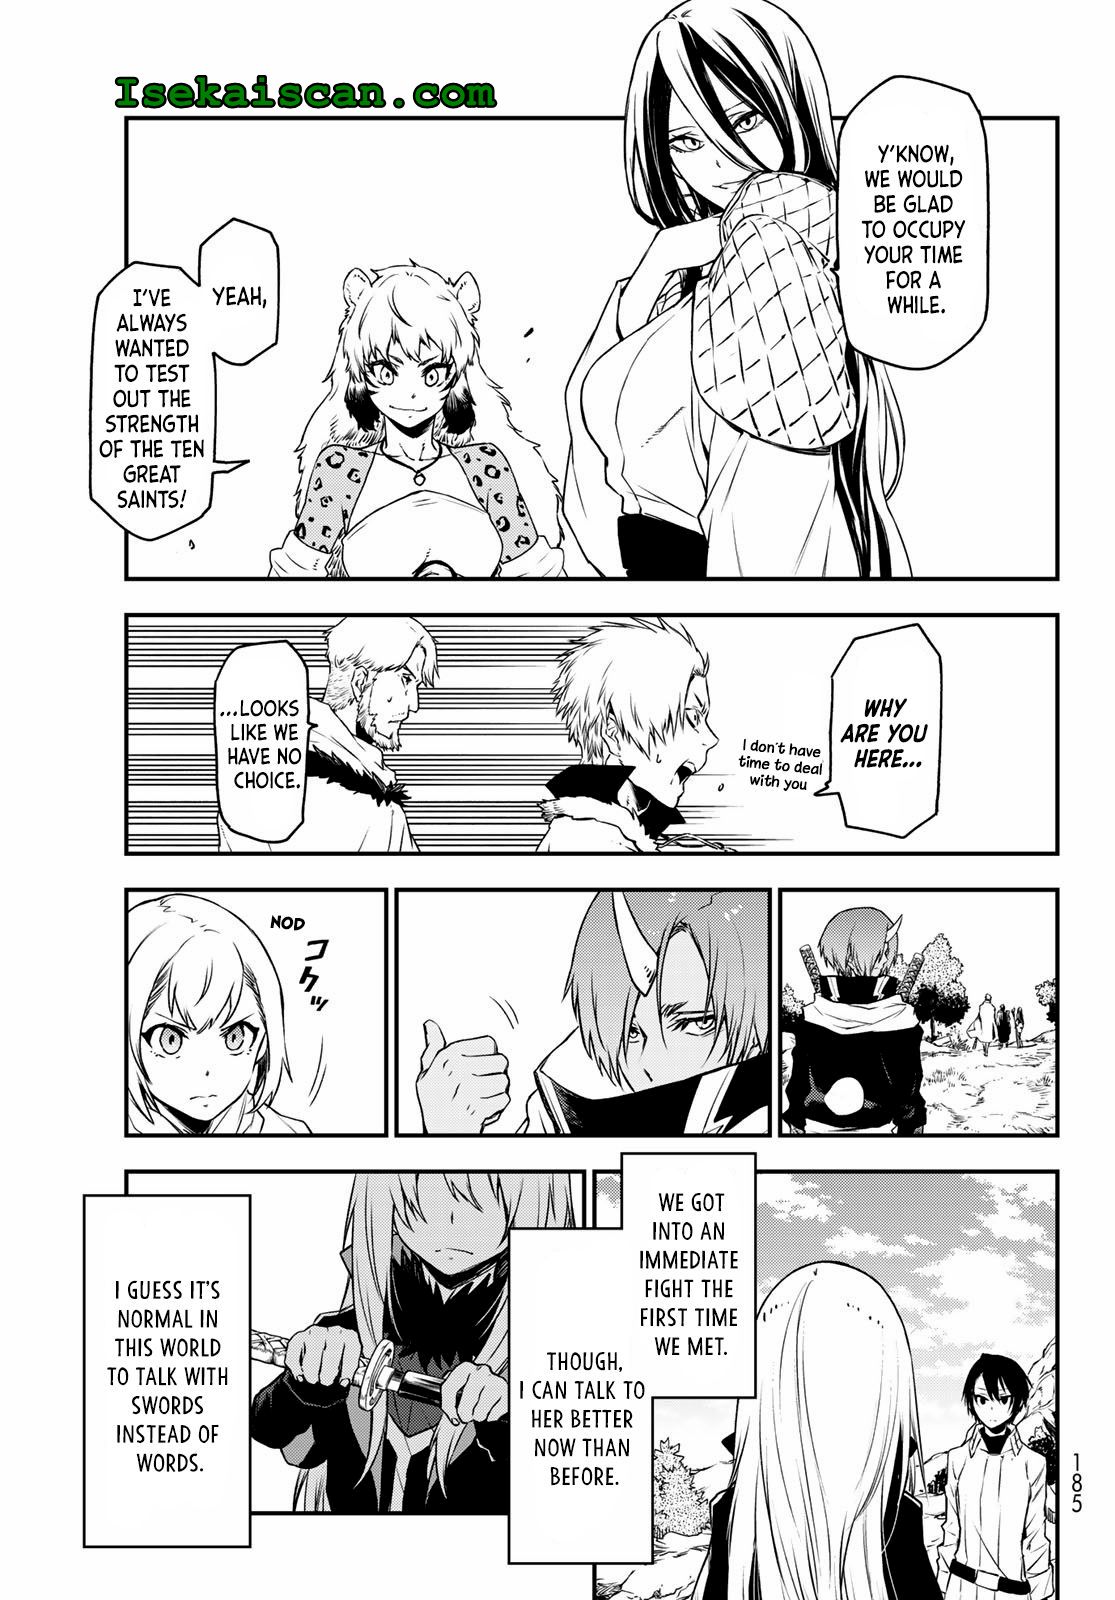 Isekaiscan.com
Y'KNOW,
WE WOULD
BE GLAD
TO OCCUPY
YOUR TIME
FOR A
WHILE.
YEAH,
I'VE
ALWAYS
WANTED
TO TEST
OUT THE
STRENGTH
OF THE TEN
GREAT
SAINTS!
WHY
ARE YOU
HERE...
I don't have
time to deal
with you
...LOOKS
LIKE WE
HAVE NO
CHOICE.
NOD
コクッ
WE GOT
INTO AN
IMMEDIATE
FIGHT THE
FIRST TIME
WE MET.
THOUGH,
I CAN TALK TO
HER BETTER
NOW THAN
BEFORE.
I GUESS IT'S
NORMAL IN
THIS WORLD
TO TALK WITH
SWORDS
INSTEAD OF
WORDS.
185